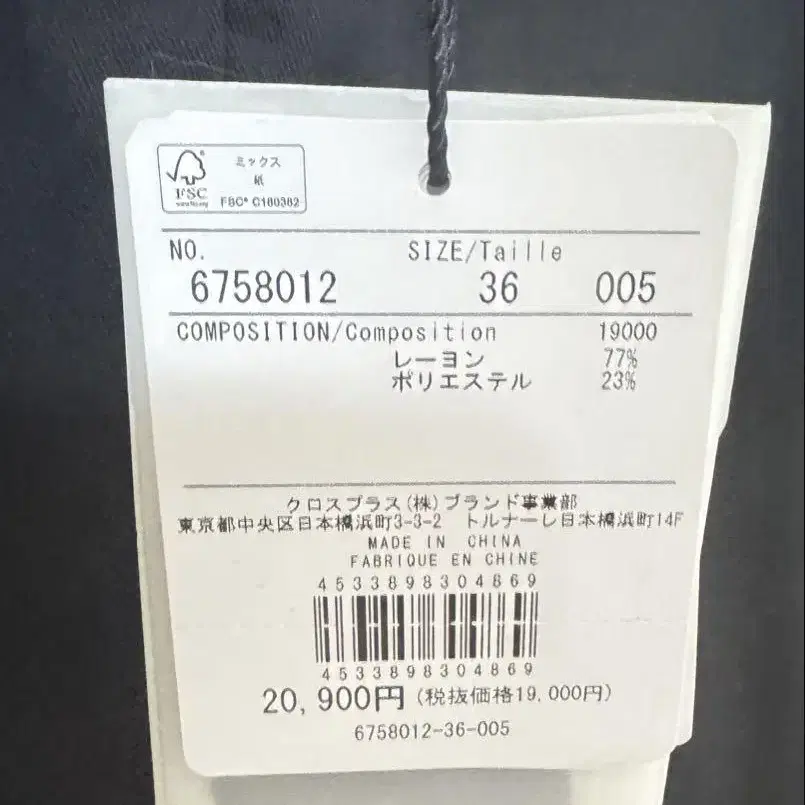 ミックス
紙
FSC
FSC® C160362
NO.
SIZE/Taille
6758012 36 005
COMPOSITION/Composition 19000
レーヨン 77%
ポリエステル 23%
クロスプラス(株)ブランド事業部
東京都中央区日本橋浜町3-3-2 トルナーレ日本橋浜町14F
MADE IN CHINA
FABRIQUE EN CHINE
4533898304869
4533898304869
20,900円(税抜価格19,000円)
6758012-36-005